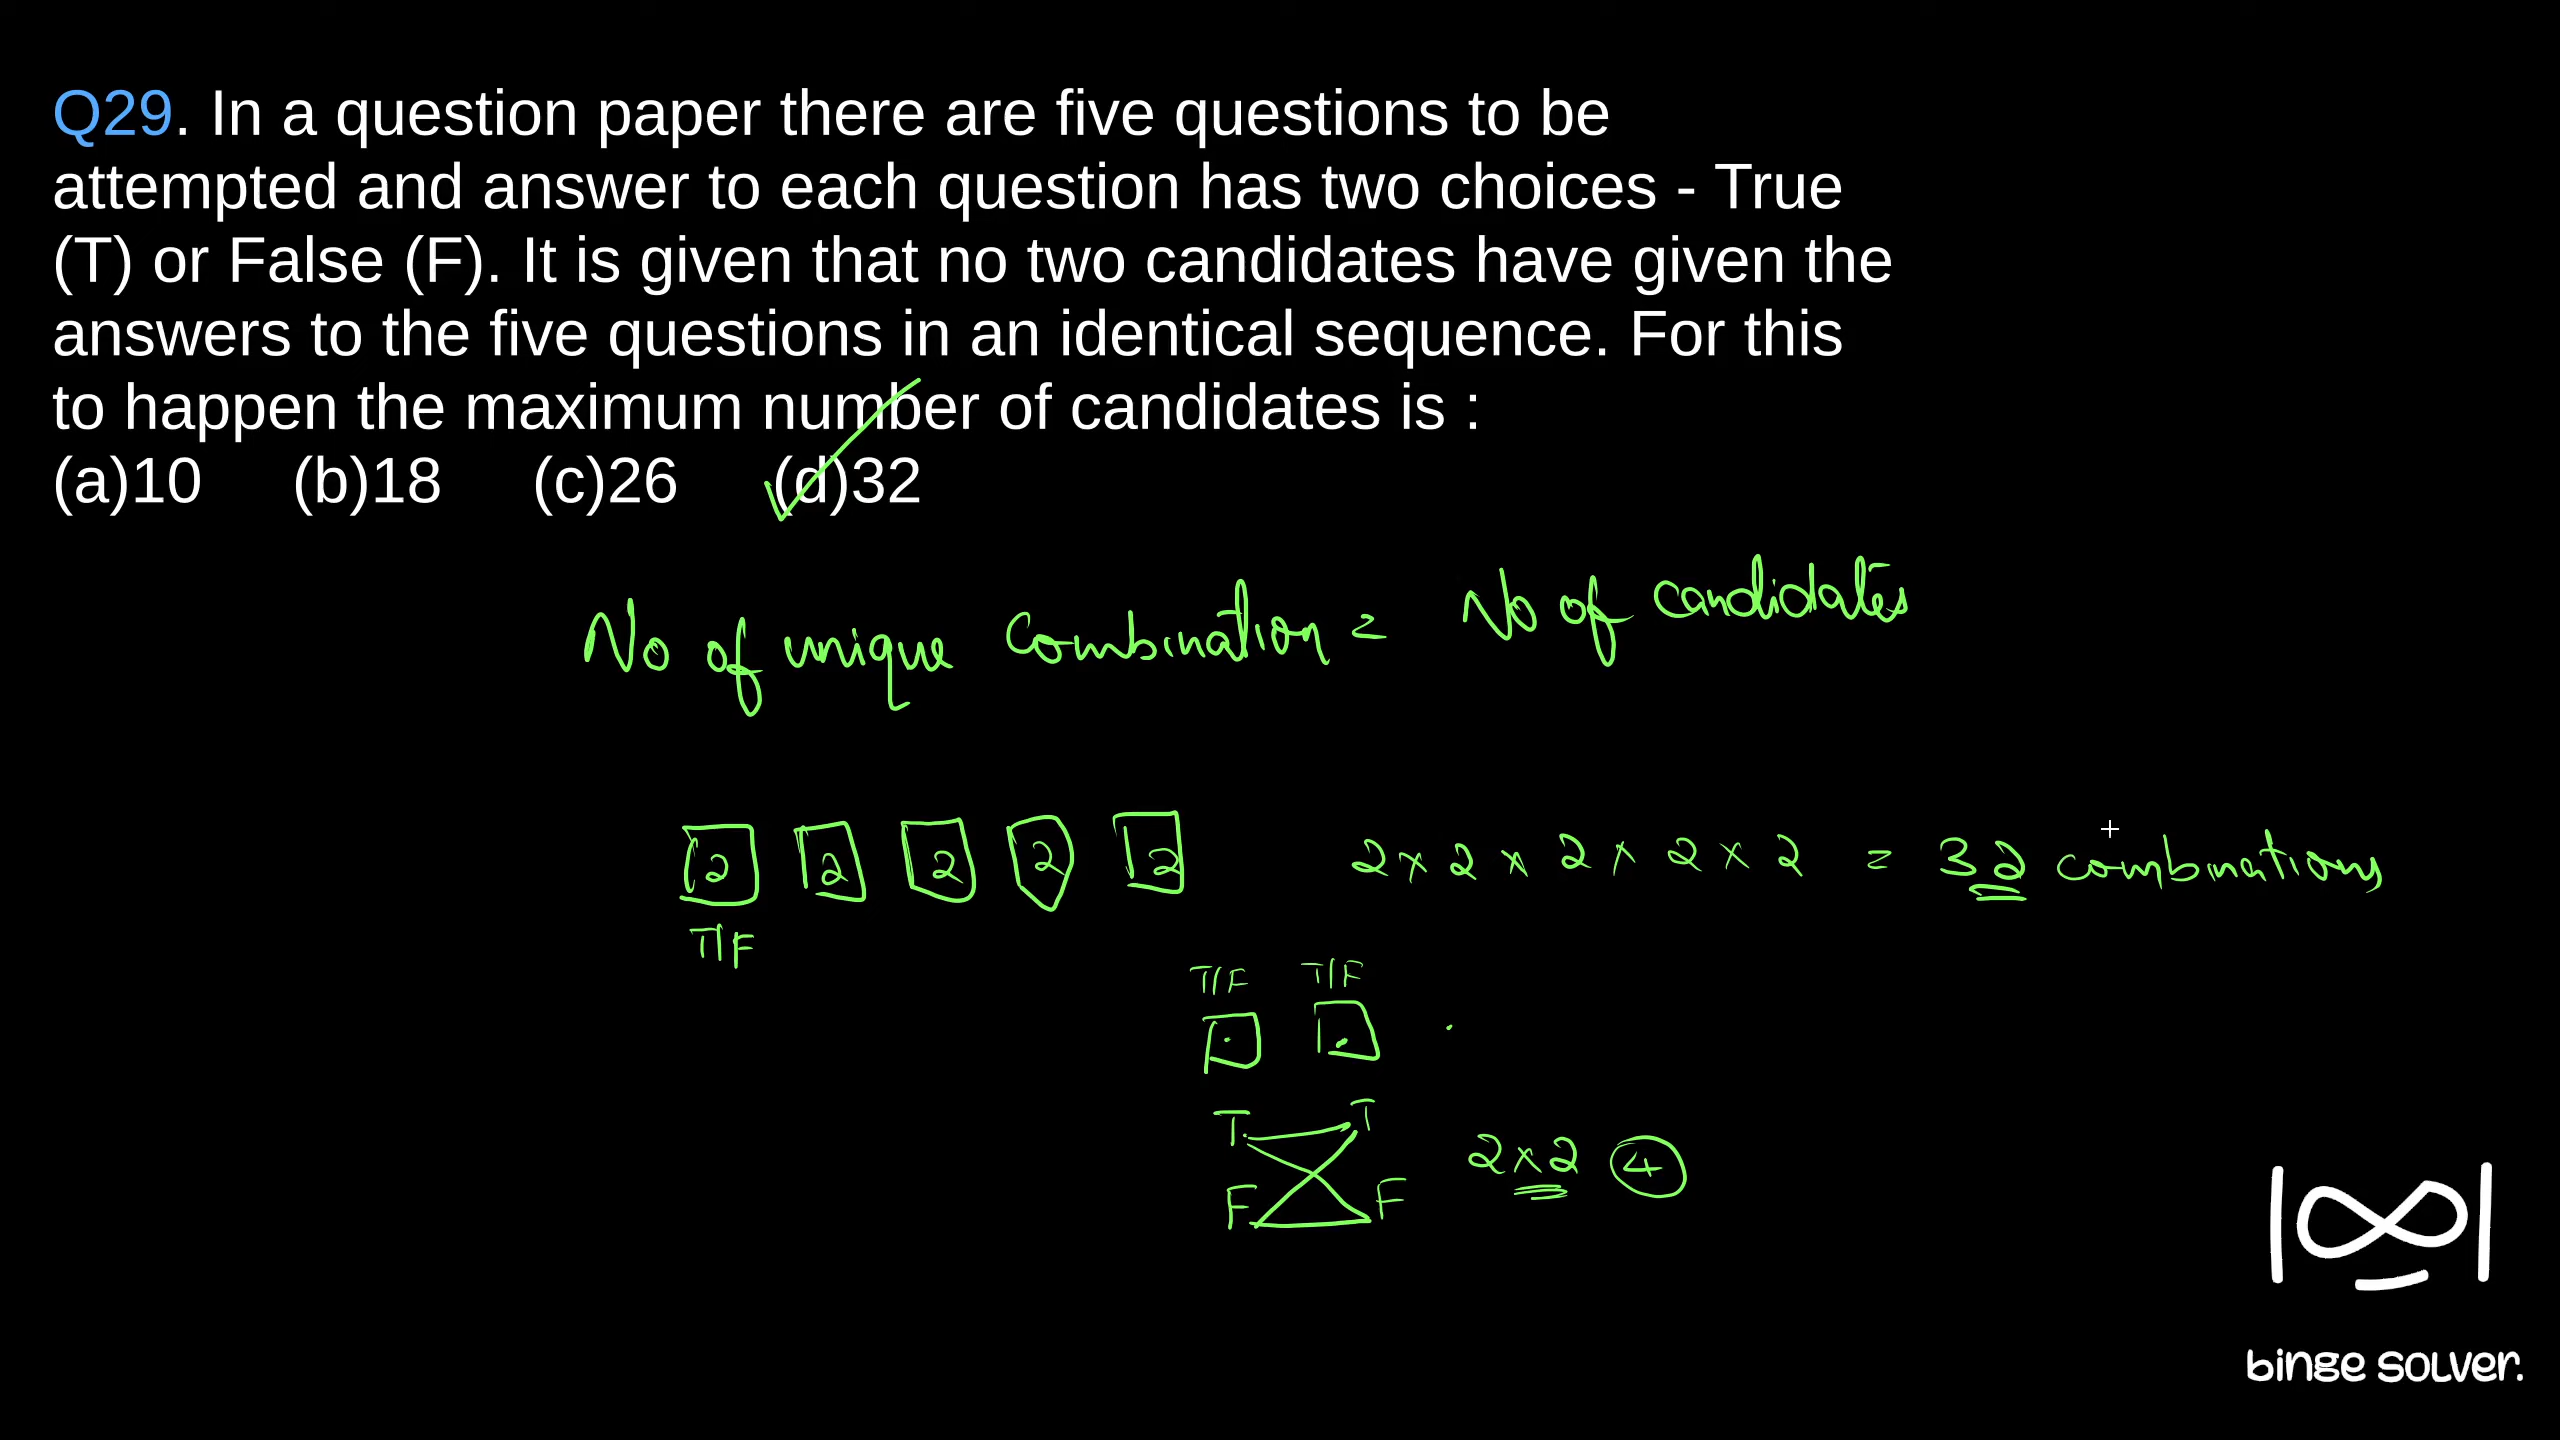 Q29. In a question paper there are five questions to be
attempted and answer to each question has two choices - True
(T) or False (F). It is given that no two candidates have given the
answers to the five questions in an identical sequence. For this
to happen the maximum number of candidates is :
(a)10 (b)18 (c)26 (d)32
No of unique Combination = No of candidates
2 2 2 2 2 2 x 2 x 2 x 2 x 2 = 32 combinations
T/F
T/F T/F
T T
2x2 4
F F
binge solver.